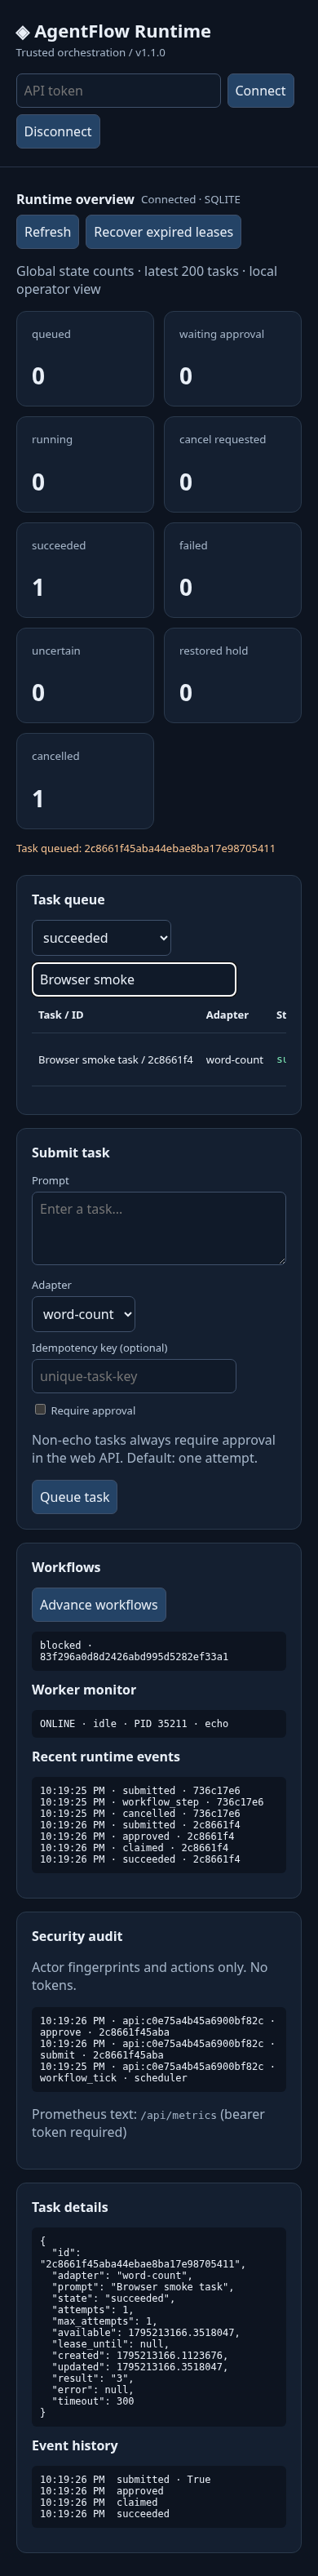 ◈ AgentFlow Runtime
Trusted orchestration / v1.1.0
API token
Connect
Disconnect
Runtime overview Connected · SQLITE
Refresh
Recover expired leases
Global state counts · latest 200 tasks · local
operator view
queued
0
waiting approval
0
running
0
cancel requested
0
succeeded
1
failed
0
uncertain
0
restored hold
0
cancelled
1
Task queued: 2c8661f45aba44ebae8ba17e98705411
Task queue
succeeded
Browser smoke
Task / ID Adapter St
Browser smoke task / 2c8661f4 word-count su
Submit task
Prompt
Enter a task...
Adapter
word-count
Idempotency key (optional)
unique-task-key
Require approval
Non-echo tasks always require approval
in the web API. Default: one attempt.
Queue task
Workflows
Advance workflows
blocked ·
83f296a0d8d2426abd995d5282ef33a1
Worker monitor
ONLINE · idle · PID 35211 · echo
Recent runtime events
10:19:25 PM · submitted · 736c17e6
10:19:25 PM · workflow_step · 736c17e6
10:19:25 PM · cancelled · 736c17e6
10:19:26 PM · submitted · 2c8661f4
10:19:26 PM · approved · 2c8661f4
10:19:26 PM · claimed · 2c8661f4
10:19:26 PM · succeeded · 2c8661f4
Security audit
Actor fingerprints and actions only. No
tokens.
10:19:26 PM · api:c0e75a4b45a6900bf82c ·
approve · 2c8661f45aba
10:19:26 PM · api:c0e75a4b45a6900bf82c ·
submit · 2c8661f45aba
10:19:25 PM · api:c0e75a4b45a6900bf82c ·
workflow_tick · scheduler
Prometheus text: /api/metrics (bearer
token required)
Task details
{
"id":
"2c8661f45aba44ebae8ba17e98705411",
"adapter": "word-count",
"prompt": "Browser smoke task",
"state": "succeeded",
"attempts": 1,
"max_attempts": 1,
"available": 1795213166.3518047,
"lease_until": null,
"created": 1795213166.1123676,
"updated": 1795213166.3518047,
"result": "3",
"error": null,
"timeout": 300
}
Event history
10:19:26 PM submitted · True
10:19:26 PM approved
10:19:26 PM claimed
10:19:26 PM succeeded